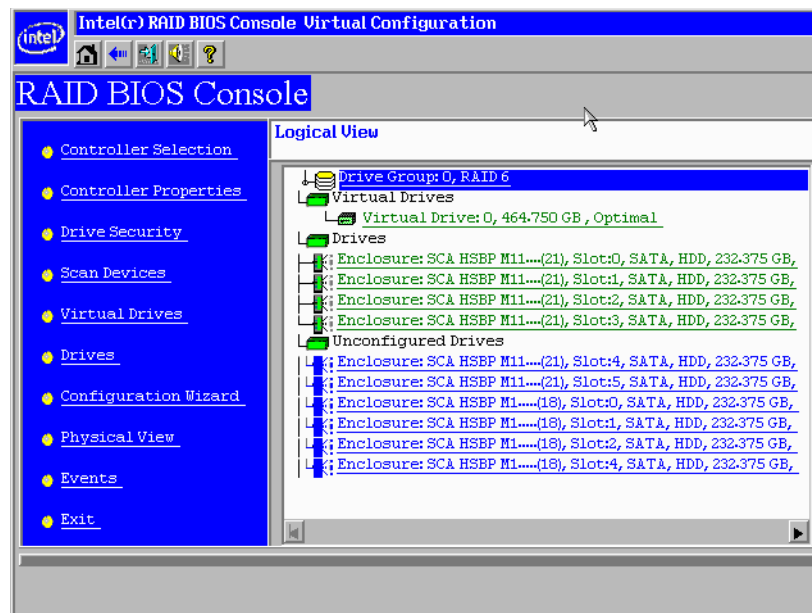 intel
Intel(r) RAID BIOS Console Virtual Configuration
?
RAID BIOS Console
Controller Selection
Controller Properties
Drive Security
Scan Devices
Virtual Drives
Drives
Configuration Wizard
Physical View
Events
Exit
Logical View
Drive Group: 0, RAID 6
Virtual Drives
Virtual Drive: 0, 464.750 GB , Optimal
Drives
Enclosure: SCA HSBP M11....(21), Slot:0, SATA, HDD, 232.375 GB,
Enclosure: SCA HSBP M11....(21), Slot:1, SATA, HDD, 232.375 GB,
Enclosure: SCA HSBP M11....(21), Slot:2, SATA, HDD, 232.375 GB,
Enclosure: SCA HSBP M11....(21), Slot:3, SATA, HDD, 232.375 GB,
Unconfigured Drives
Enclosure: SCA HSBP M11....(21), Slot:4, SATA, HDD, 232.375 GB,
Enclosure: SCA HSBP M11....(21), Slot:5, SATA, HDD, 232.375 GB,
Enclosure: SCA HSBP M1.....(18), Slot:0, SATA, HDD, 232.375 GB,
Enclosure: SCA HSBP M1.....(18), Slot:1, SATA, HDD, 232.375 GB,
Enclosure: SCA HSBP M1.....(18), Slot:2, SATA, HDD, 232.375 GB,
Enclosure: SCA HSBP M1.....(18), Slot:4, SATA, HDD, 232.375 GB,